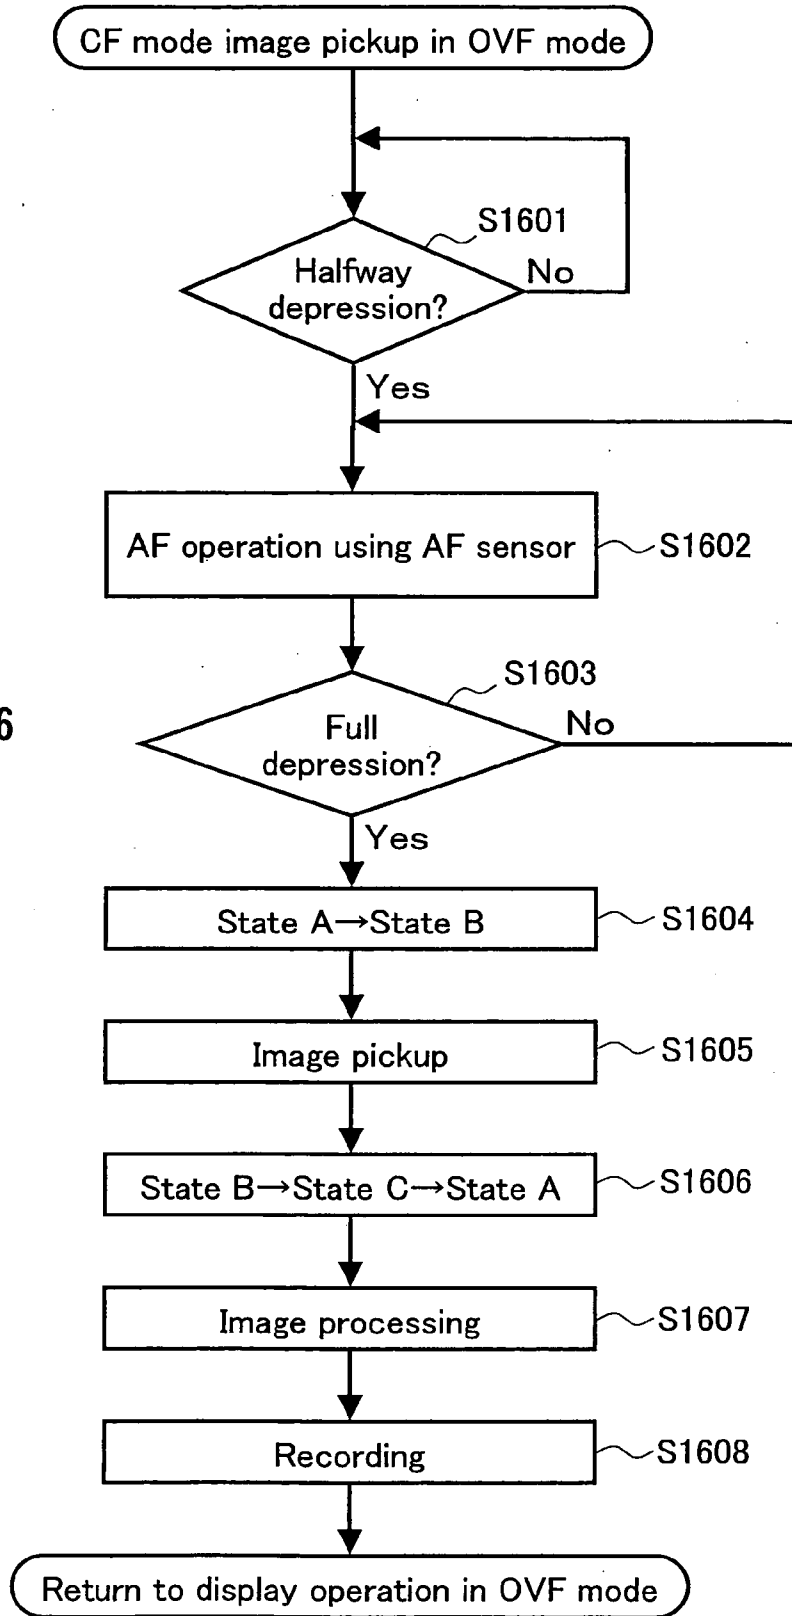 CF mode image pickup in OVF mode
S1601
Halfway
depression?
No
Yes
AF operation using AF sensor
S1602
S1603
6
Full
depression?
No
Yes
State A→State B
S1604
Image pickup
S1605
State B→State C→State A
S1606
Image processing
S1607
Recording
S1608
Return to display operation in OVF mode